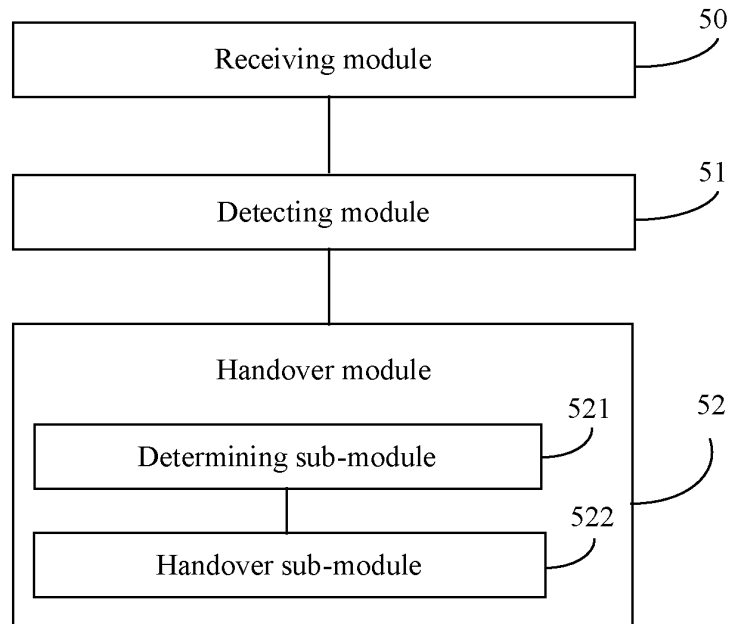 50
Receiving module
51
Detecting module
Handover module
52
521
Determining sub-module
522
Handover sub-module